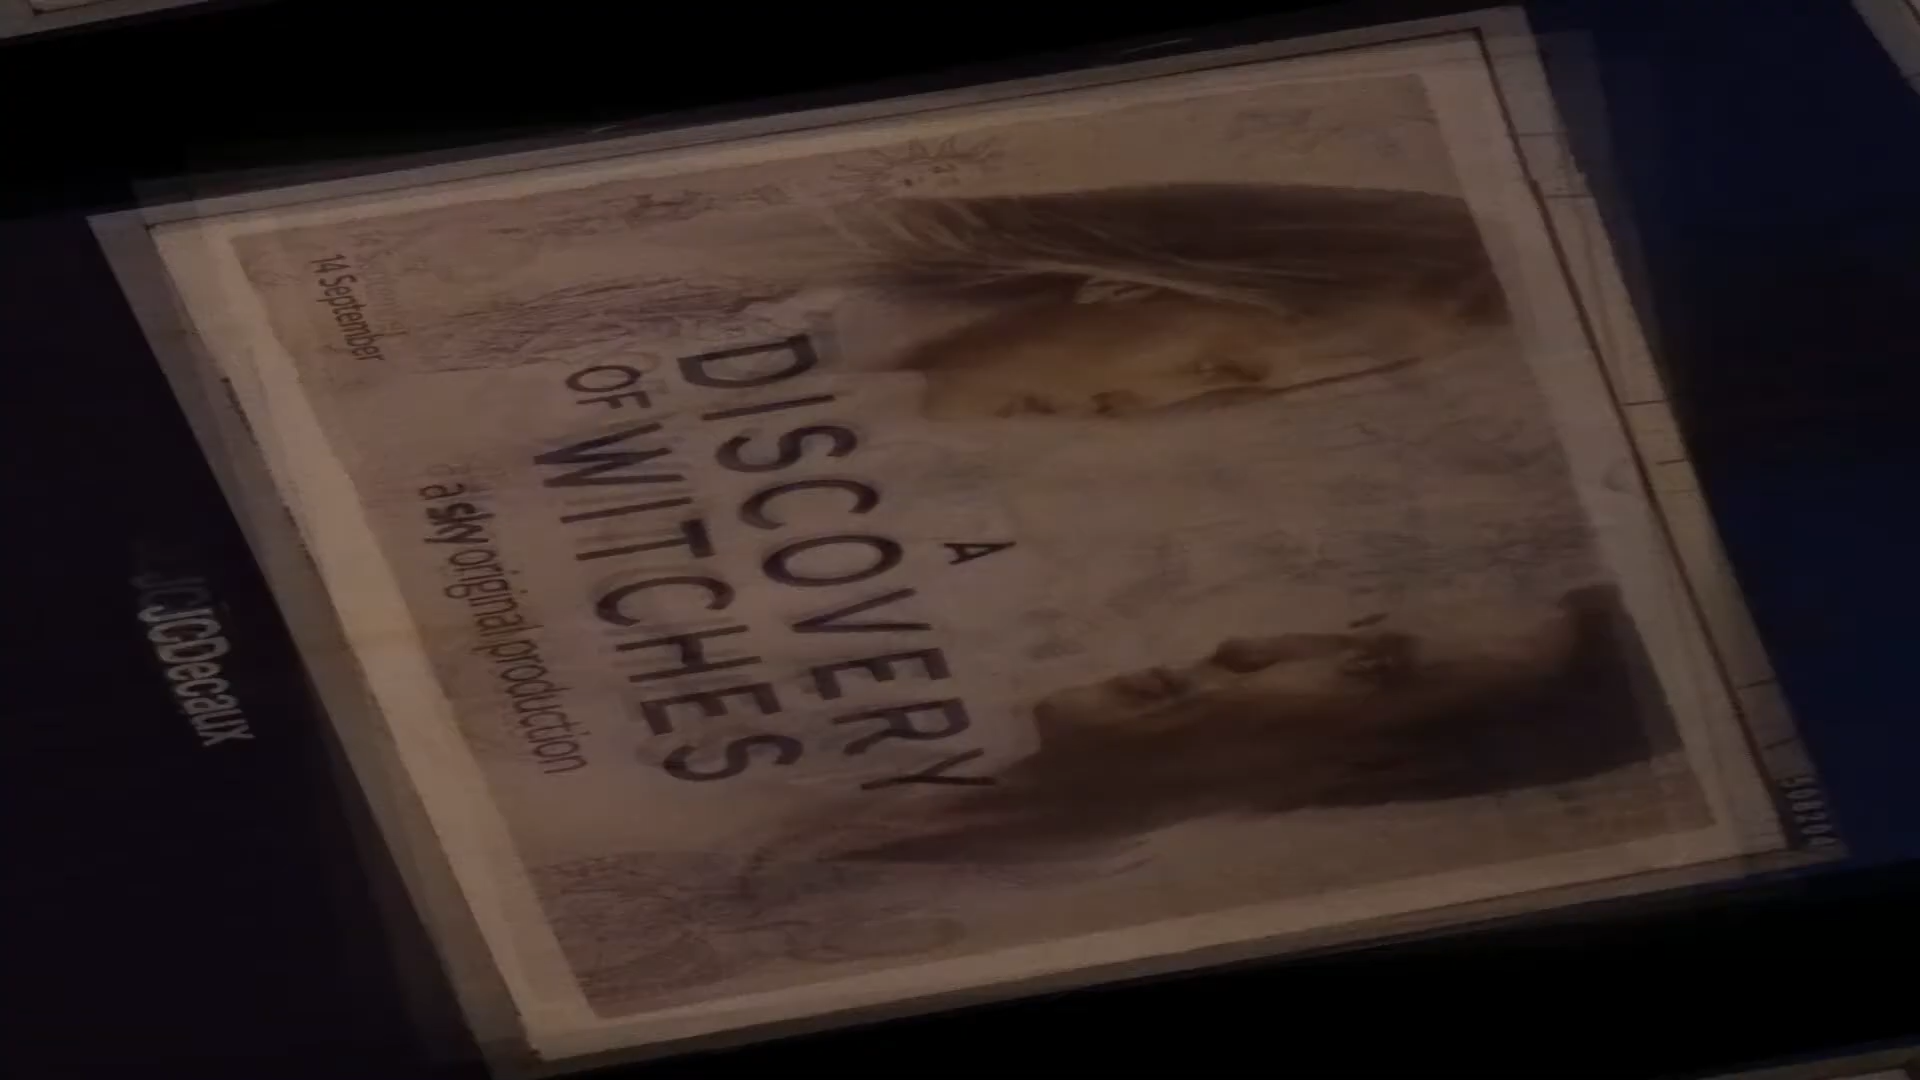 A
DISCOVERY
OF WITCHES
a sky original production
14 September
JCDecaux